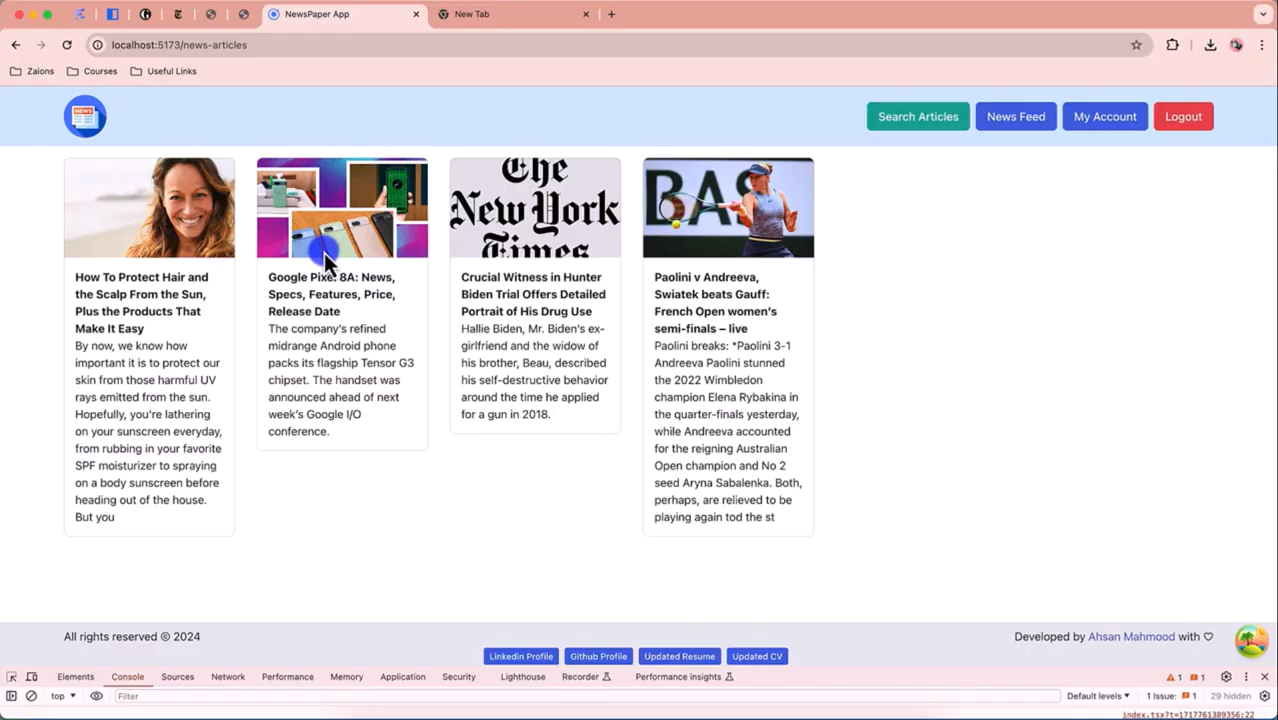 NewsPaper App
New Tab
localhost:5173/news-articles
Zaions
Courses
Useful Links
NEWS
Search Articles
News Feed
My Account
Logout
How To Protect Hair and
the Scalp From the Sun,
Plus the Products That
Make It Easy
By now, we know how
important it is to protect our
skin from those harmful UV
rays emitted from the sun.
Hopefully, you're lathering
on your sunscreen everyday,
from rubbing in your favorite
SPF moisturizer to spraying
on a body sunscreen before
heading out of the house.
But you
Google Pixel 8A: News,
Specs, Features, Price,
Release Date
The company's refined
midrange Android phone
packs its flagship Tensor G3
chipset. The handset was
announced ahead of next
week's Google I/O
conference.
The
New York
Times
Crucial Witness in Hunter
Biden Trial Offers Detailed
Portrait of His Drug Use
Hallie Biden, Mr. Biden's ex-
girlfriend and the widow of
his brother, Beau, described
his self-destructive behavior
around the time he applied
for a gun in 2018.
BAS
Paolini v Andreeva,
Swiatek beats Gauff:
French Open women's
semi-finals – live
Paolini breaks: *Paolini 3-1
Andreeva Paolini stunned
the 2022 Wimbledon
champion Elena Rybakina in
the quarter-finals yesterday,
while Andreeva accounted
for the reigning Australian
Open champion and No 2
seed Aryna Sabalenka. Both,
perhaps, are relieved to be
playing again tod the st
All rights reserved © 2024
Developed by Ahsan Mahmood with ♡
Linkedin Profile
Github Profile
Updated Resume
Updated CV
Elements
Console
Sources
Network
Performance
Memory
Application
Security
Lighthouse
Recorder
Performance insights
1
1
top
Filter
Default levels
1 Issue: 1
29 hidden
index.tsx?t=1717761389356:22